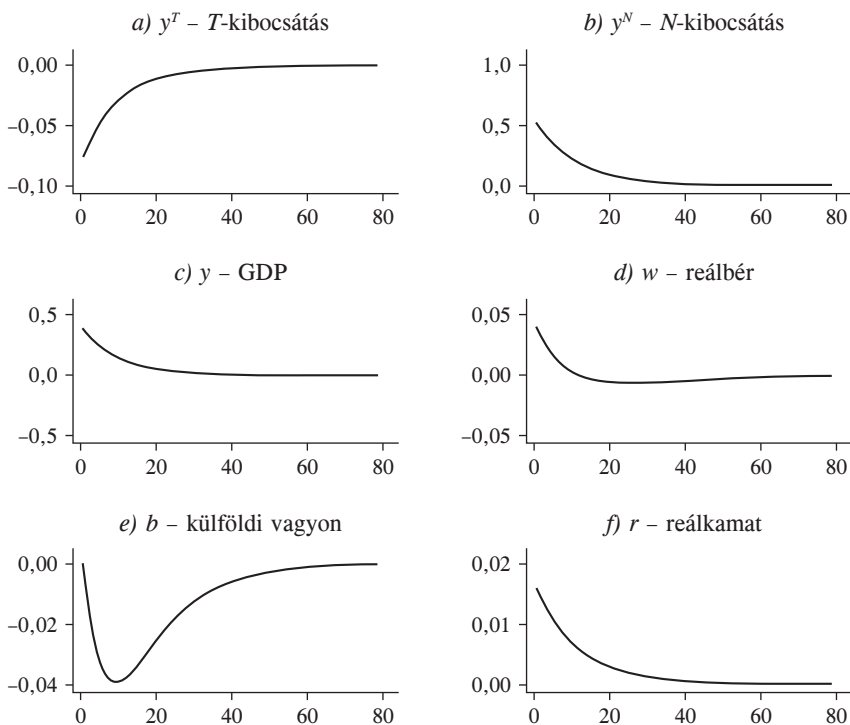 a) yᵀ – T-kibocsátás
0,00
–0,05
–0,10
0 20 40 60 80
b) yᴺ – N-kibocsátás
1,0
0,5
0,0
0 20 40 60 80
c) y – GDP
0,5
0,0
–0,5
0 20 40 60 80
d) w – reálbér
0,05
0,00
–0,05
0 20 40 60 80
e) b – külföldi vagyon
0,00
–0,02
–0,04
0 20 40 60 80
f) r – reálkamat
0,02
0,01
0,00
0 20 40 60 80